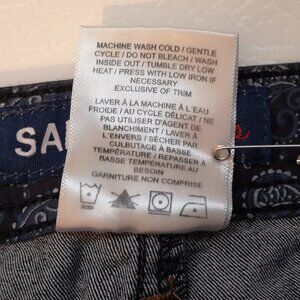 MACHINE WASH COLD / GENTLE
CYCLE / DO NOT BLEACH / WASH
INSIDE OUT / TUMBLE DRY LOW
HEAT / PRESS WITH LOW IRON IF
NECESSARY
EXCLUSIVE OF TRIM
LAVER À LA MACHINE À L'EAU
FROIDE / AU CYCLE DÉLICAT / NE
PAS UTILISER D'AGENT DE
BLANCHIMENT / LAVER À
L'ENVERS / SÉCHER PAR
CULBUTAGE À BASSE
TEMPÉRATURE / REPASSER À
BASSE TEMPÉRATURE AU
BESOIN
GARNITURE NON COMPRISE
SA